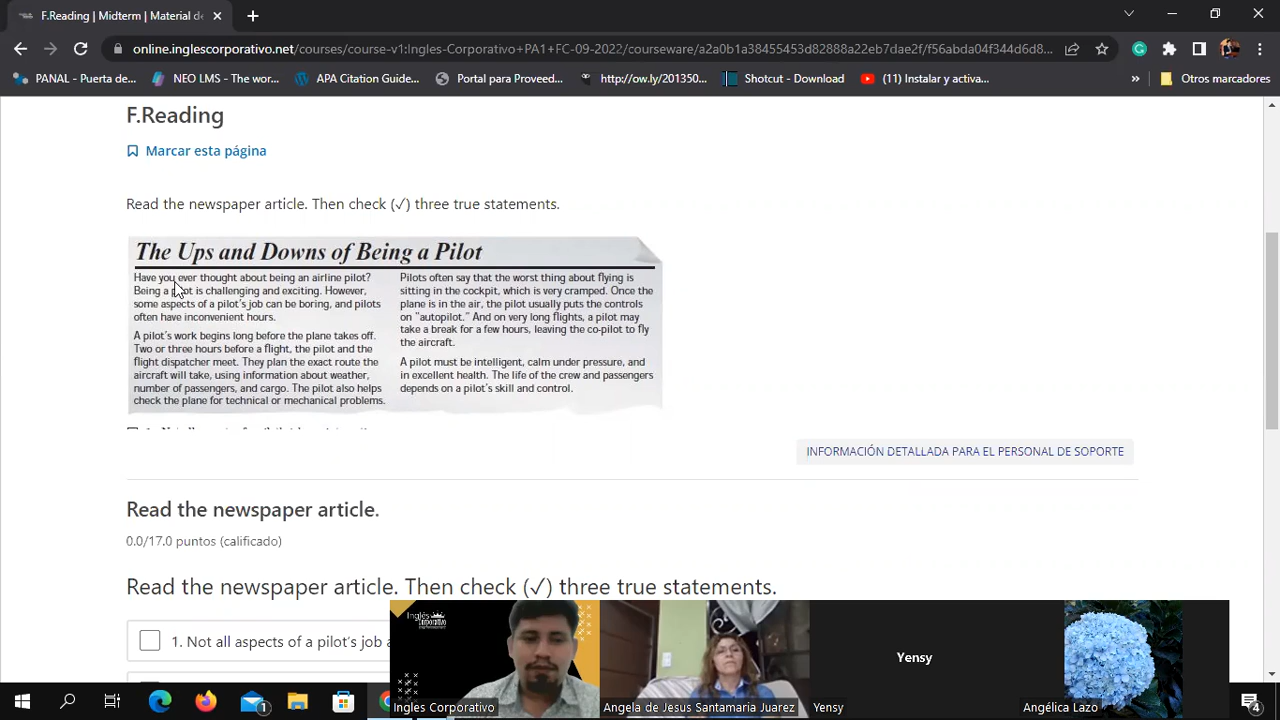 F.Reading | Midterm | Material de
online.inglescorporativo.net/courses/course-v1:Ingles-Corporativo+PA1+FC-09-2022/courseware/a2a0b1a38455453d82888a22eb7dae2f/f56abda04f344d6d8...
PANAL - Puerta de...
NEO LMS - The wor...
APA Citation Guide...
Portal para Proveed...
http://ow.ly/201350...
Shotcut - Download
(11) Instalar y activa...
»
Otros marcadores
F.Reading
Marcar esta página
Read the newspaper article. Then check (✓) three true statements.
The Ups and Downs of Being a Pilot
Have you ever thought about being an airline pilot?
Being a pilot is challenging and exciting. However,
some aspects of a pilot's job can be boring, and pilots
often have inconvenient hours.
A pilot's work begins long before the plane takes off.
Two or three hours before a flight, the pilot and the
flight dispatcher meet. They plan the exact route the
aircraft will take, using information about weather,
number of passengers, and cargo. The pilot also helps
check the plane for technical or mechanical problems.
Pilots often say that the worst thing about flying is
sitting in the cockpit, which is very cramped. Once the
plane is in the air, the pilot usually puts the controls
on "autopilot." And on very long flights, a pilot may
take a break for a few hours, leaving the co-pilot to fly
the aircraft.
A pilot must be intelligent, calm under pressure, and
in excellent health. The life of the crew and passengers
depends on a pilot's skill and control.
INFORMACIÓN DETALLADA PARA EL PERSONAL DE SOPORTE
Read the newspaper article.
0.0/17.0 puntos (calificado)
Read the newspaper article. Then check (✓) three true statements.
1. Not all aspects of a pilot's job a
Inglés
Corporativo
Yensy
Ingles Corporativo
Angela de Jesus Santamaria Juarez
Yensy
Angélica Lazo
1
4